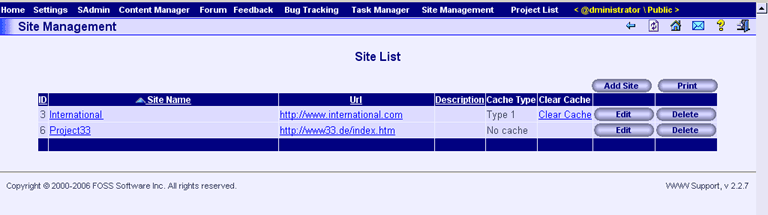 Home Settings SAdmin Content Manager Forum Feedback Bug Tracking Task Manager Site Management Project List < @dministrator \ Public >
Site Management
Site List
Add Site Print
ID Site Name Url Description Cache Type Clear Cache
3 International http://www.international.com Type 1 Clear Cache Edit Delete
6 Project33 http://www33.de/index.htm No cache Edit Delete
Copyright © 2000-2006 FOSS Software Inc. All rights reserved. WWW Support, v 2.2.7